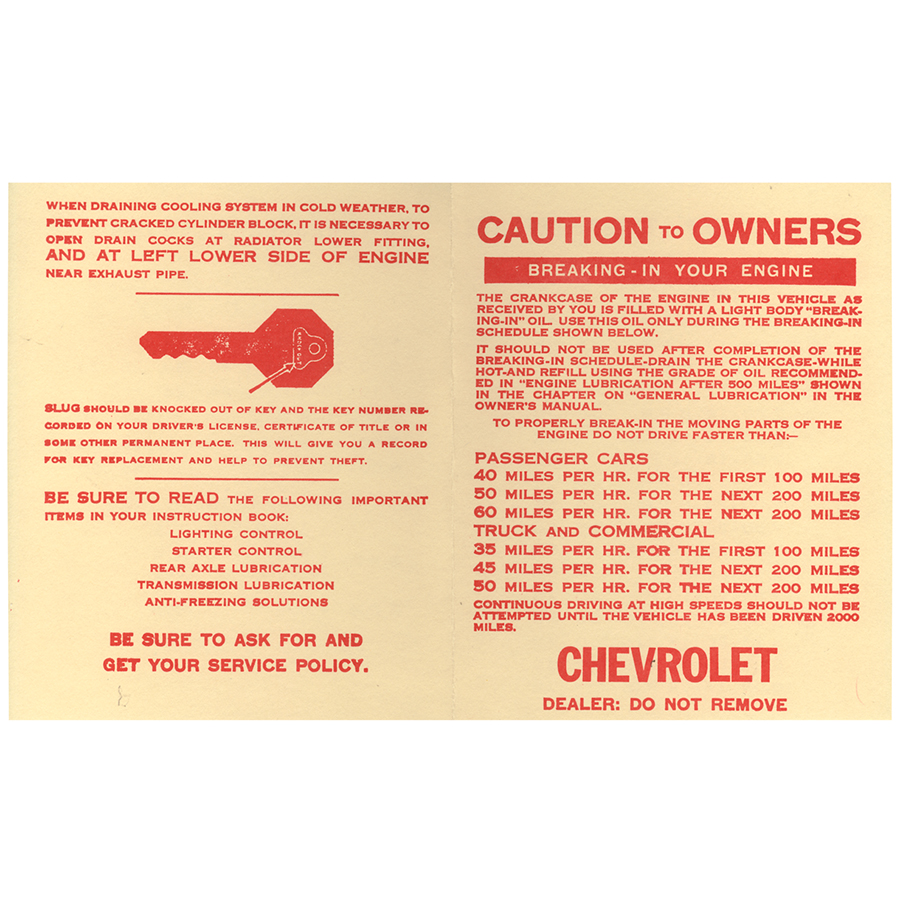 WHEN DRAINING COOLING SYSTEM IN COLD WEATHER, TO
PREVENT CRACKED CYLINDER BLOCK, IT IS NECESSARY TO
OPEN DRAIN COCKS AT RADIATOR LOWER FITTING,
AND AT LEFT LOWER SIDE OF ENGINE
NEAR EXHAUST PIPE.
KNOCK OUT
SLUG SHOULD BE KNOCKED OUT OF KEY AND THE KEY NUMBER RE-
CORDED ON YOUR DRIVER'S LICENSE, CERTIFICATE OF TITLE OR IN
SOME OTHER PERMANENT PLACE. THIS WILL GIVE YOU A RECORD
FOR KEY REPLACEMENT AND HELP TO PREVENT THEFT.
BE SURE TO READ THE FOLLOWING IMPORTANT
ITEMS IN YOUR INSTRUCTION BOOK:
LIGHTING CONTROL
STARTER CONTROL
REAR AXLE LUBRICATION
TRANSMISSION LUBRICATION
ANTI-FREEZING SOLUTIONS
BE SURE TO ASK FOR AND
GET YOUR SERVICE POLICY.
CAUTION TO OWNERS
BREAKING-IN YOUR ENGINE
THE CRANKCASE OF THE ENGINE IN THIS VEHICLE AS
RECEIVED BY YOU IS FILLED WITH A LIGHT BODY "BREAK-
ING-IN" OIL. USE THIS OIL ONLY DURING THE BREAKING-IN
SCHEDULE SHOWN BELOW.
IT SHOULD NOT BE USED AFTER COMPLETION OF THE
BREAKING-IN SCHEDULE-DRAIN THE CRANKCASE-WHILE
HOT-AND REFILL USING THE GRADE OF OIL RECOMMEND-
ED IN "ENGINE LUBRICATION AFTER 500 MILES" SHOWN
IN THE CHAPTER ON "GENERAL LUBRICATION" IN THE
OWNER'S MANUAL.
TO PROPERLY BREAK-IN THE MOVING PARTS OF THE
ENGINE DO NOT DRIVE FASTER THAN:—
PASSENGER CARS
40 MILES PER HR. FOR THE FIRST 100 MILES
50 MILES PER HR. FOR THE NEXT 200 MILES
60 MILES PER HR. FOR THE NEXT 200 MILES
TRUCK AND COMMERCIAL
35 MILES PER HR. FOR THE FIRST 100 MILES
45 MILES PER HR. FOR THE NEXT 200 MILES
50 MILES PER HR. FOR THE NEXT 200 MILES
CONTINUOUS DRIVING AT HIGH SPEEDS SHOULD NOT BE
ATTEMPTED UNTIL THE VEHICLE HAS BEEN DRIVEN 2000
MILES.
CHEVROLET
DEALER: DO NOT REMOVE